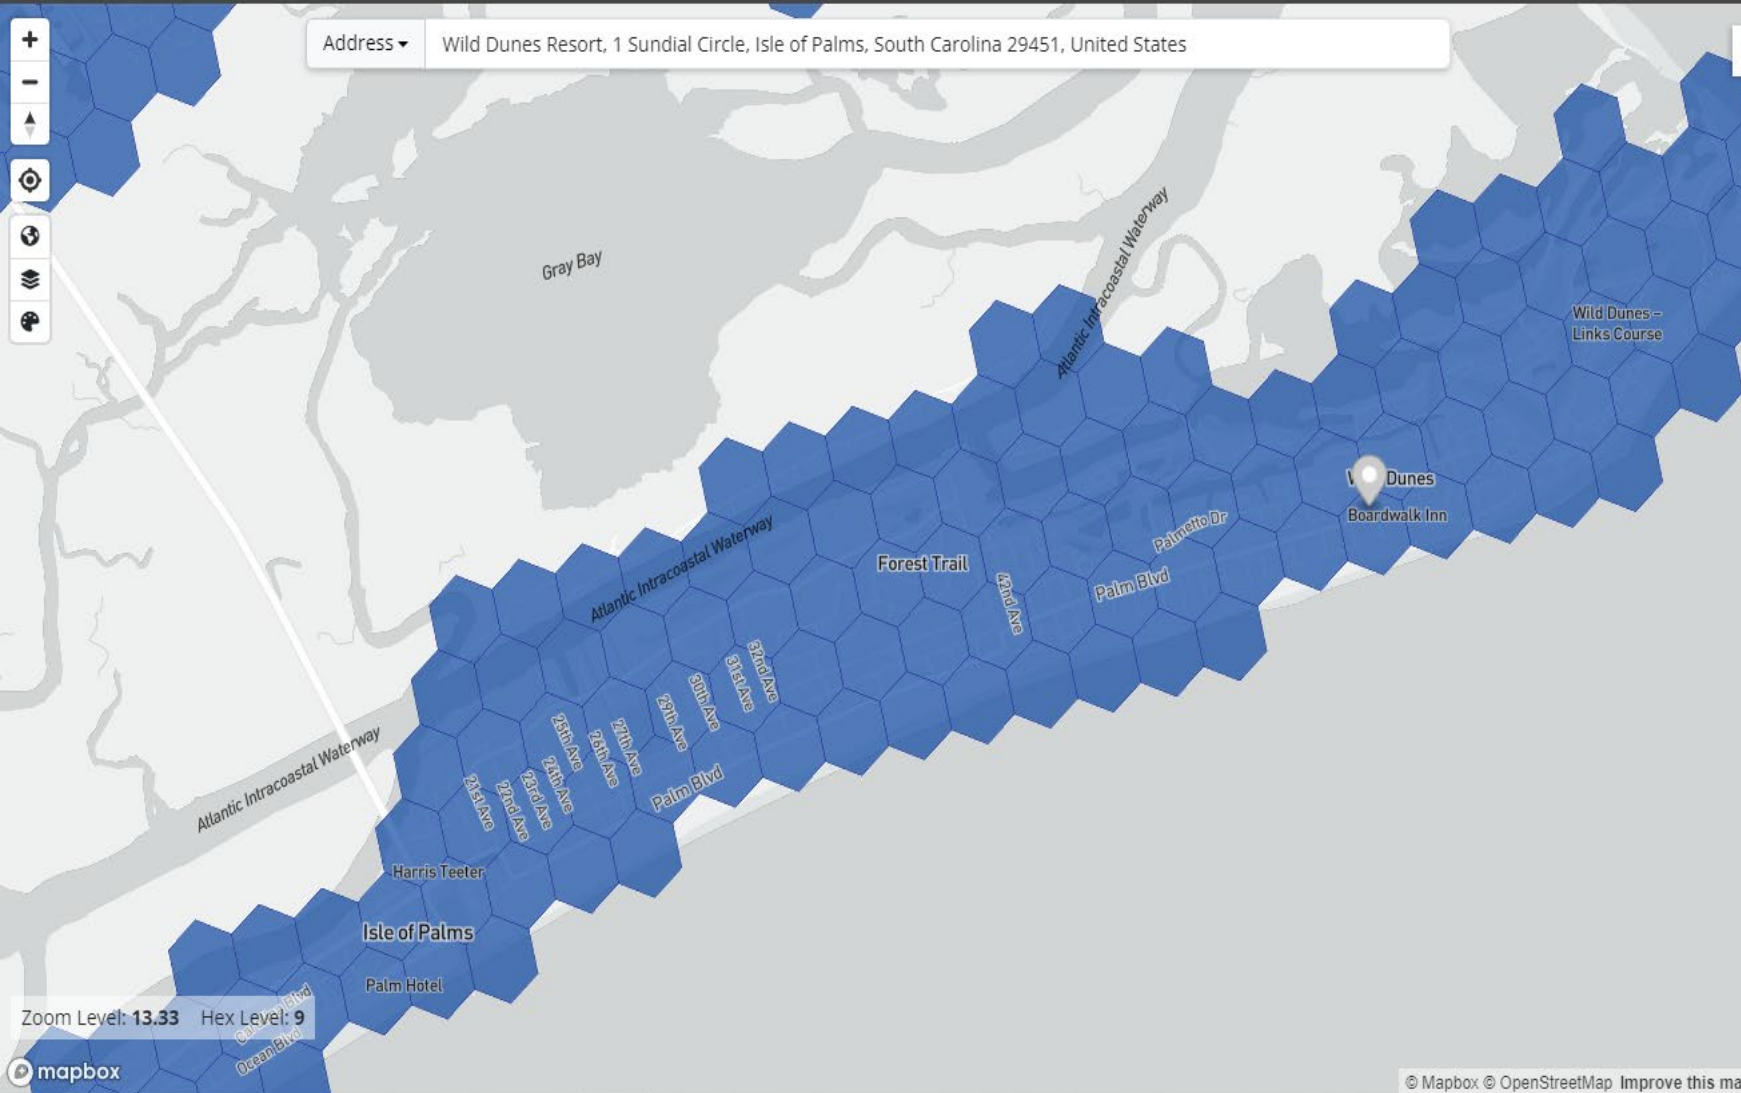 Address
Wild Dunes Resort, 1 Sundial Circle, Isle of Palms, South Carolina 29451, United States
Gray Bay
Atlantic Intracoastal Waterway
Wild Dunes –
Links Course
Dunes
Boardwalk Inn
Palmetto Dr
Atlantic Intracoastal Waterway
Forest Trail
42nd Ave
Palm Blvd
32nd Ave
31st Ave
30th Ave
29th Ave
27th Ave
26th Ave
25th Ave
24th Ave
23rd Ave
22nd Ave
21st Ave
Palm Blvd
Atlantic Intracoastal Waterway
Harris Teeter
Isle of Palms
Palm Hotel
Blvd
Ocean Blvd
Zoom Level: 13.33 Hex Level: 9
mapbox
© Mapbox © OpenStreetMap Improve this ma